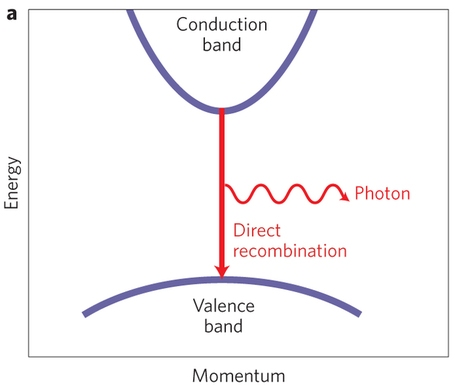 a
Conduction
band
Energy
Photon
Direct
recombination
Valence
band
Momentum